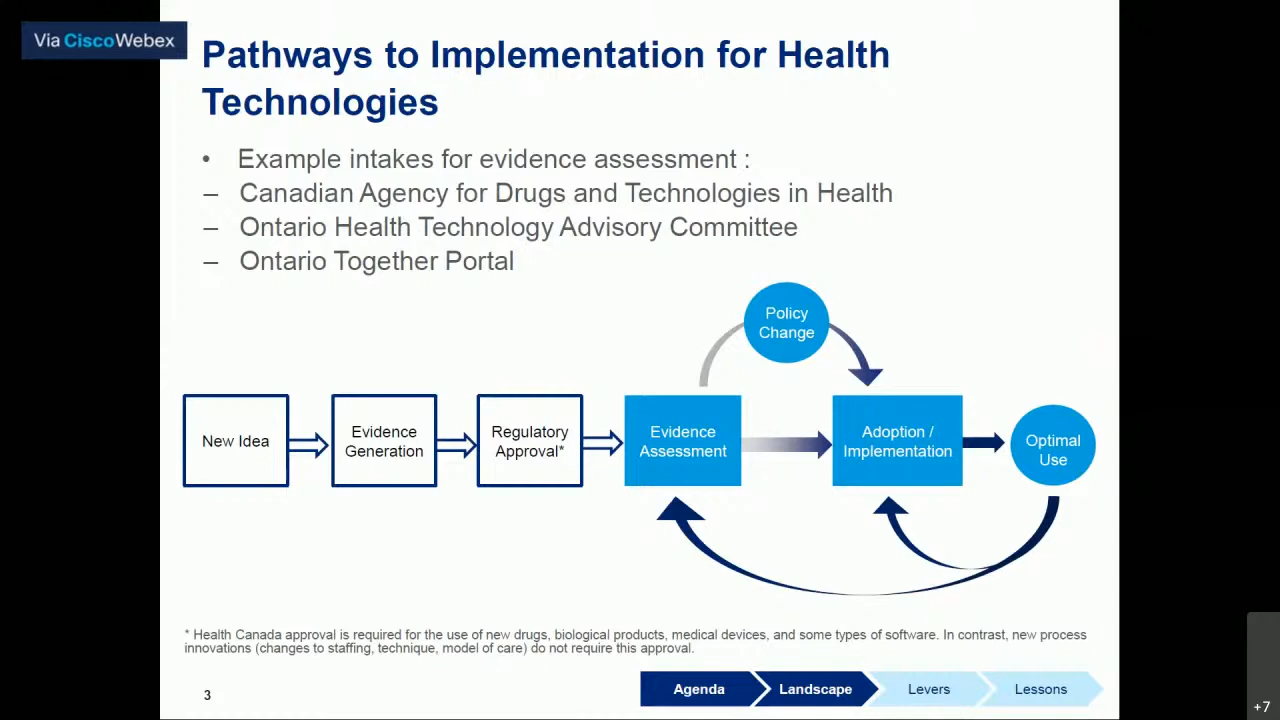 Via CiscoWebex
Pathways to Implementation for Health
Technologies
• Example intakes for evidence assessment :
– Canadian Agency for Drugs and Technologies in Health
– Ontario Health Technology Advisory Committee
– Ontario Together Portal
Policy
Change
New Idea
Evidence
Generation
Regulatory
Approval*
Evidence
Assessment
Adoption /
Implementation
Optimal
Use
* Health Canada approval is required for the use of new drugs, biological products, medical devices, and some types of software. In contrast, new process
innovations (changes to staffing, technique, model of care) do not require this approval.
3
Agenda
Landscape
Levers
Lessons
+7